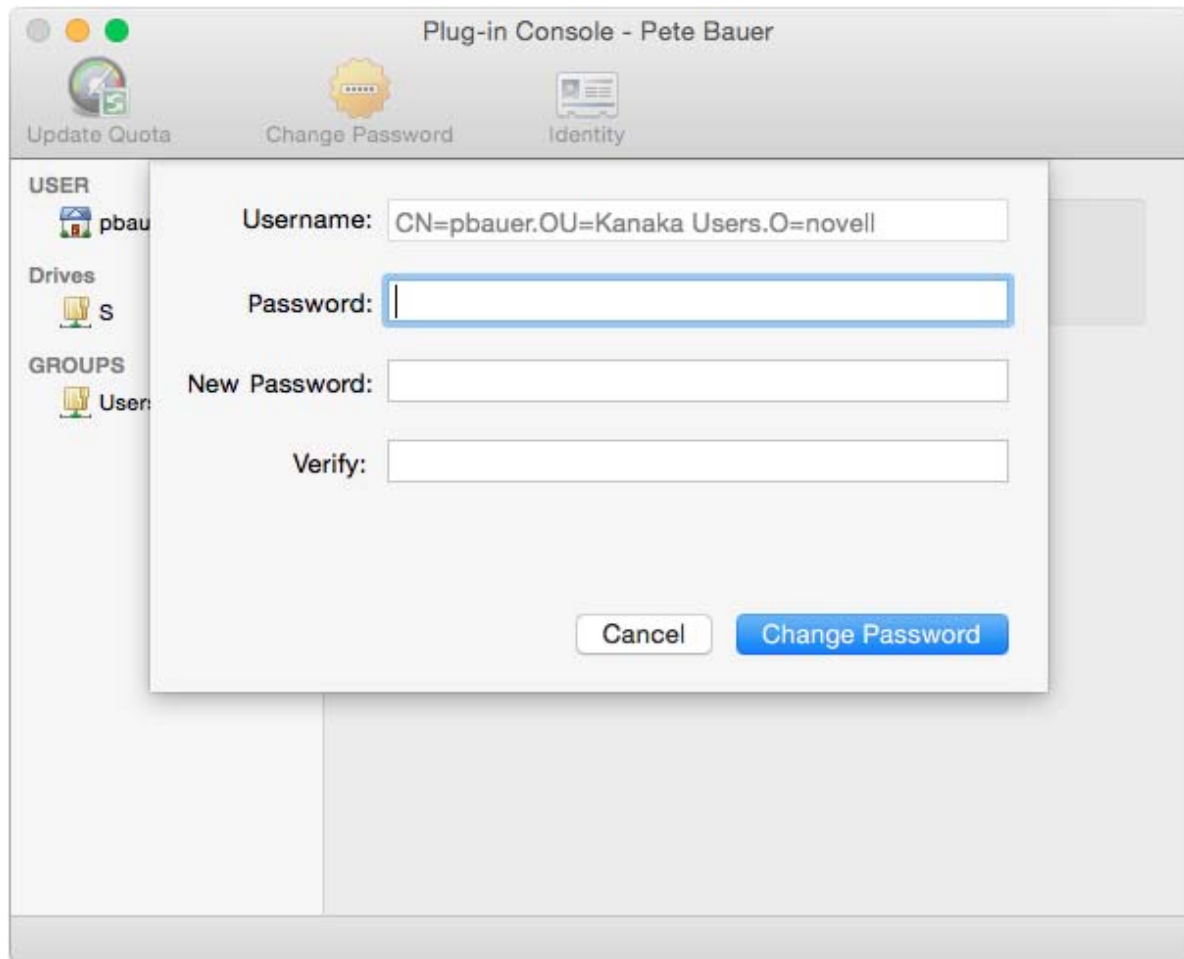 Plug-in Console - Pete Bauer
Update Quota
Change Password
Identity
USER
pbau
Drives
S
GROUPS
User
Username: CN=pbauer.OU=Kanaka Users.O=novell
Password:
New Password:
Verify:
Cancel
Change Password